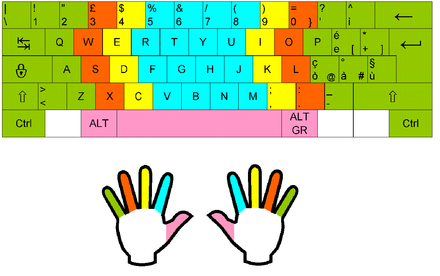 | ! " £ $ % & / ( ) = ? ^
\ 1 2 3 4 5 6 7 8 9 0 } ' ì
é *
Q W E R T Y U I O P è [ + ]
ç ° §
A S D F G H J K L ò @ à # ù
> ; : _
< Z X C V B N M , . -
Ctrl ALT ALT GR Ctrl